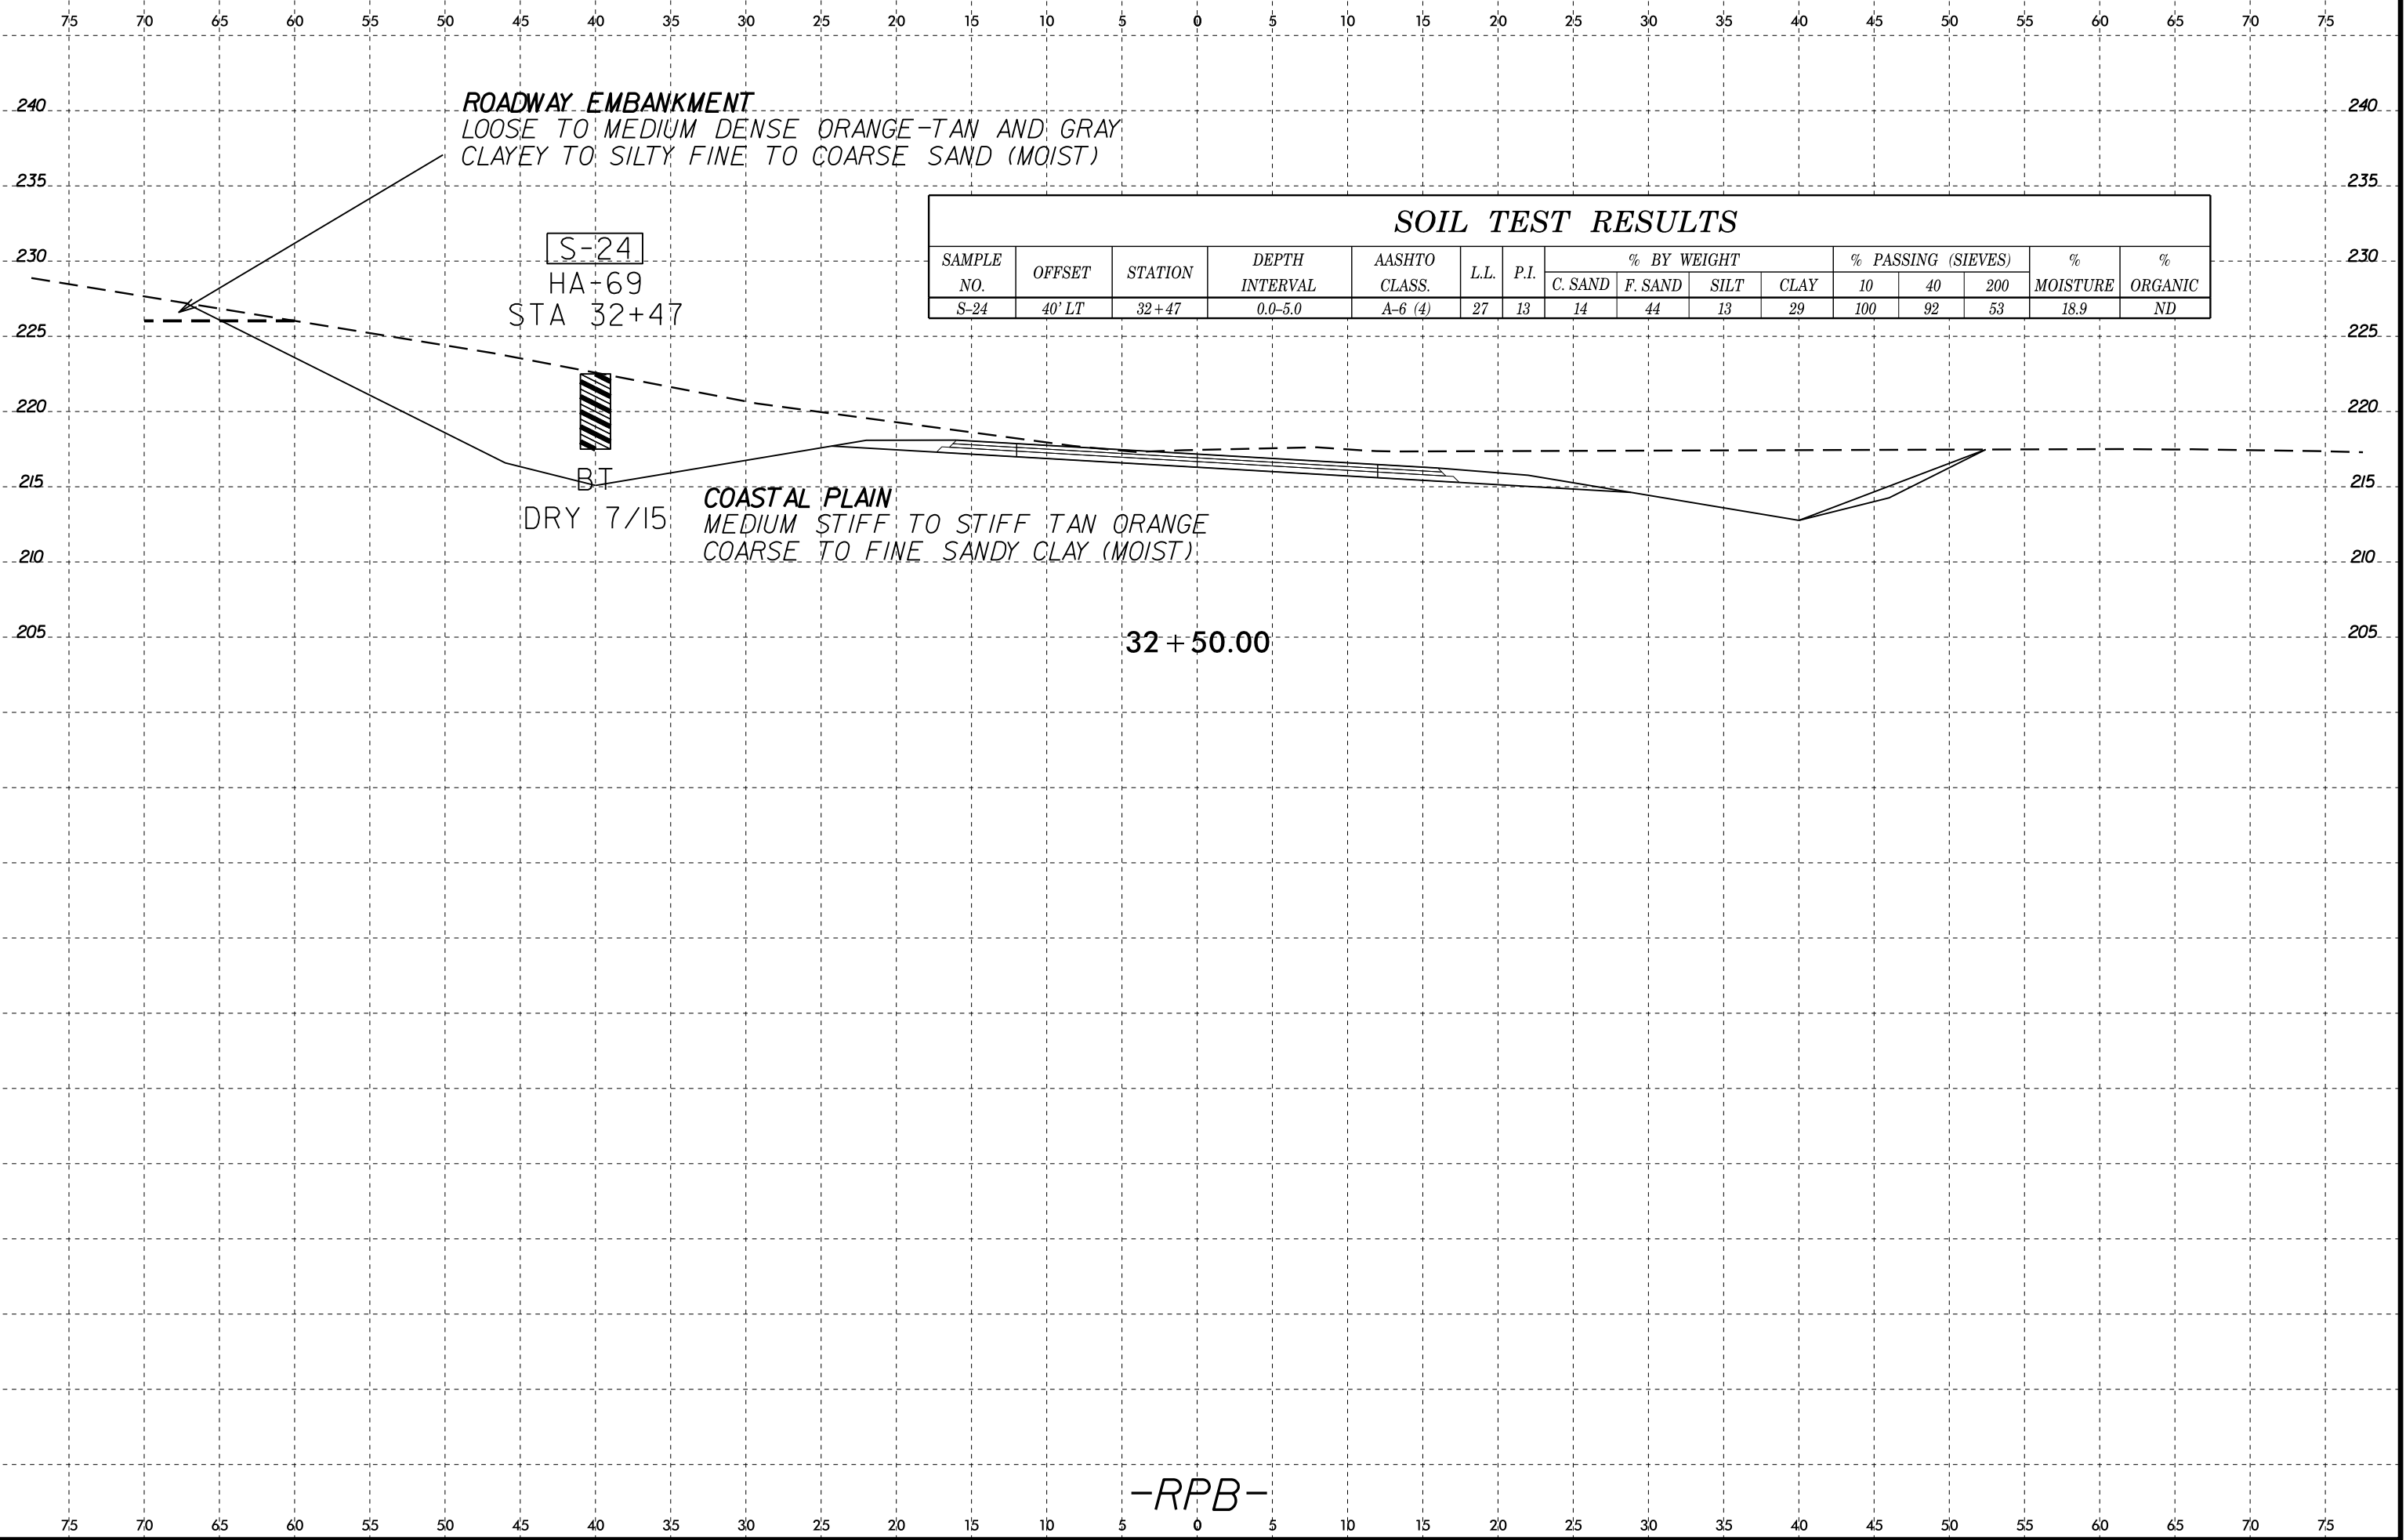 75 70 65 60 55 50 45 40 35 30 25 20 15 10 5 0 5 10 15 20 25 30 35 40 45 50 55 60 65 70 75
240 240
ROADWAY EMBANKMENT
LOOSE TO MEDIUM DENSE ORANGE-TAN AND GRAY
CLAYEY TO SILTY FINE TO COARSE SAND (MOIST)
235 235
SOIL TEST RESULTS
SAMPLE NO. OFFSET STATION DEPTH INTERVAL AASHTO CLASS. L.L. P.I. % BY WEIGHT % PASSING (SIEVES) % MOISTURE % ORGANIC
C. SAND F. SAND SILT CLAY 10 40 200
S-24 40' LT 32+47 0.0-5.0 A-6 (4) 27 13 14 44 13 29 100 92 53 18.9 ND
230 230
S-24
HA-69
STA 32+47
225 225
220 220
215 215
BT
DRY 7/15
COASTAL PLAIN
MEDIUM STIFF TO STIFF TAN ORANGE
COARSE TO FINE SANDY CLAY (MOIST)
210 210
205 205
32+50.00
-RPB-
75 70 65 60 55 50 45 40 35 30 25 20 15 10 5 0 5 10 15 20 25 30 35 40 45 50 55 60 65 70 75